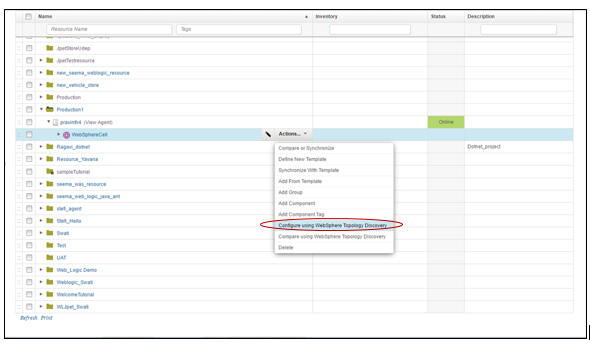 Name Inventory Status Description
Resource Name Tags
JpetStoreUdep
JpetTestresource
new_seema_weblogic_resource
new_vehicle_store
Production
Production1
pravinth4 (View Agent) Online
WebSphereCell Actions...
Compare or Synchronize
Define New Template
Synchronize With Template
Add From Template
Add Group
Add Component
Add Component Tag
Configure using WebSphere Topology Discovery
Compare using WebSphere Topology Discovery
Delete
Ragavi_dotnet Dotnet_project
Resource_Yavana
sampleTutorial
seema_was_resource
seema_web_logic_java_ant
stelI_agent
Stell_Hello
Swati
Test
UAT
Web_Logic Demo
Weblogic_Swati
WelcomeTutorial
WLJpet_Swati
Refresh Print